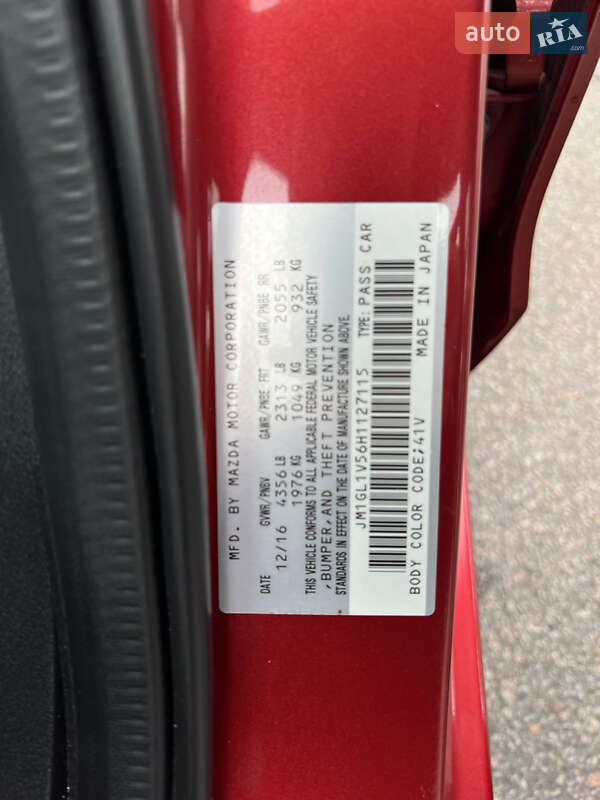 auto RIA .com
MFD. BY MAZDA MOTOR CORPORATION
DATE GVWR/PNBV GAWR/PNBE FRT GAWR/PNBE RR
12/16 4356 LB 2313 LB 2055 LB
1976 KG 1049 KG 932 KG
THIS VEHICLE CONFORMS TO ALL APPLICABLE FEDERAL MOTOR VEHICLE SAFETY
,BUMPER,AND THEFT PREVENTION
STANDARDS IN EFFECT ON THE DATE OF MANUFACTURE SHOWN ABOVE.
JM1GL1V56H1127115 TYPE: PASS CAR
BODY COLOR CODE;41V MADE IN JAPAN